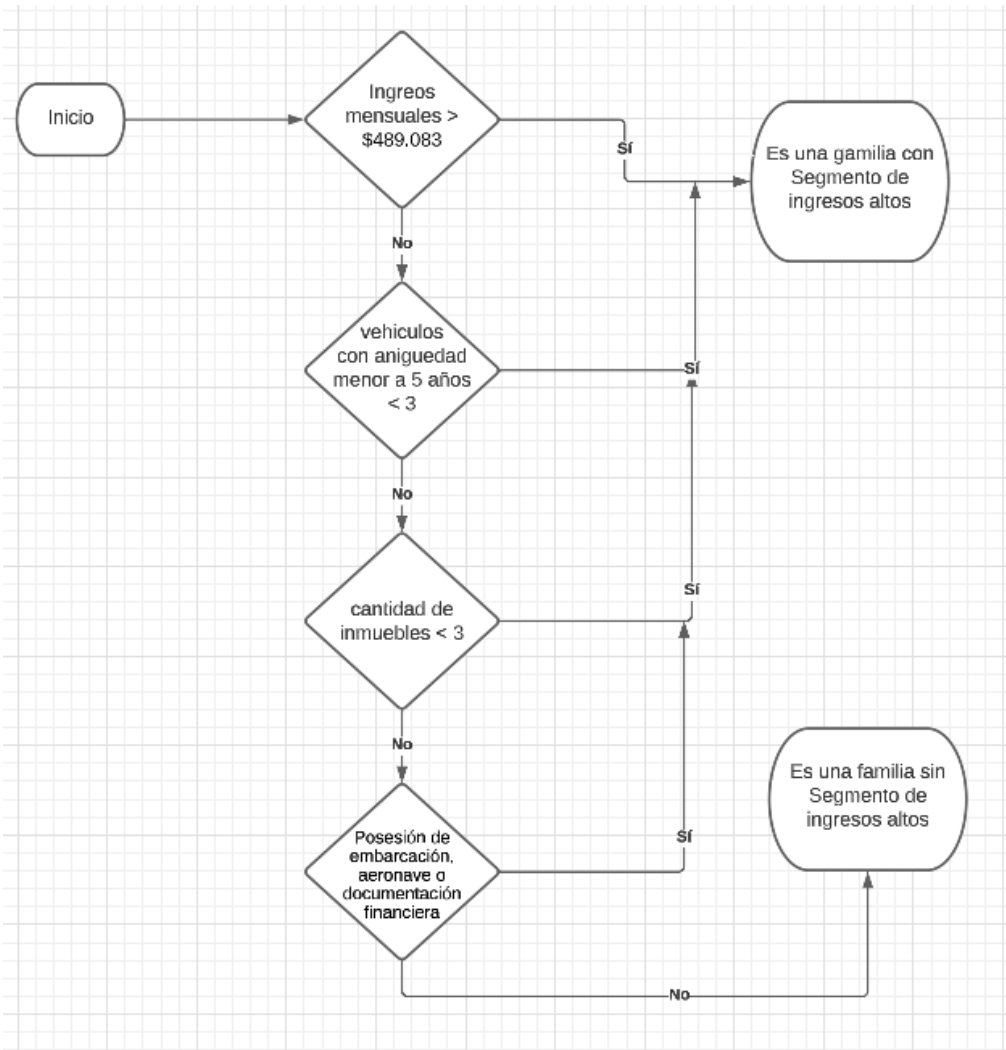 Inicio
Ingreos
mensuales >
$489.083
Sí
Es una gamilia con
Segmento de
ingresos altos
No
vehiculos
con aniguedad
menor a 5 años
< 3
Sí
No
cantidad de
inmuebles < 3
Sí
No
Posesión de
embarcación,
aeronave o
documentación
financiera
Sí
Es una familia sin
Segmento de
ingresos altos
No